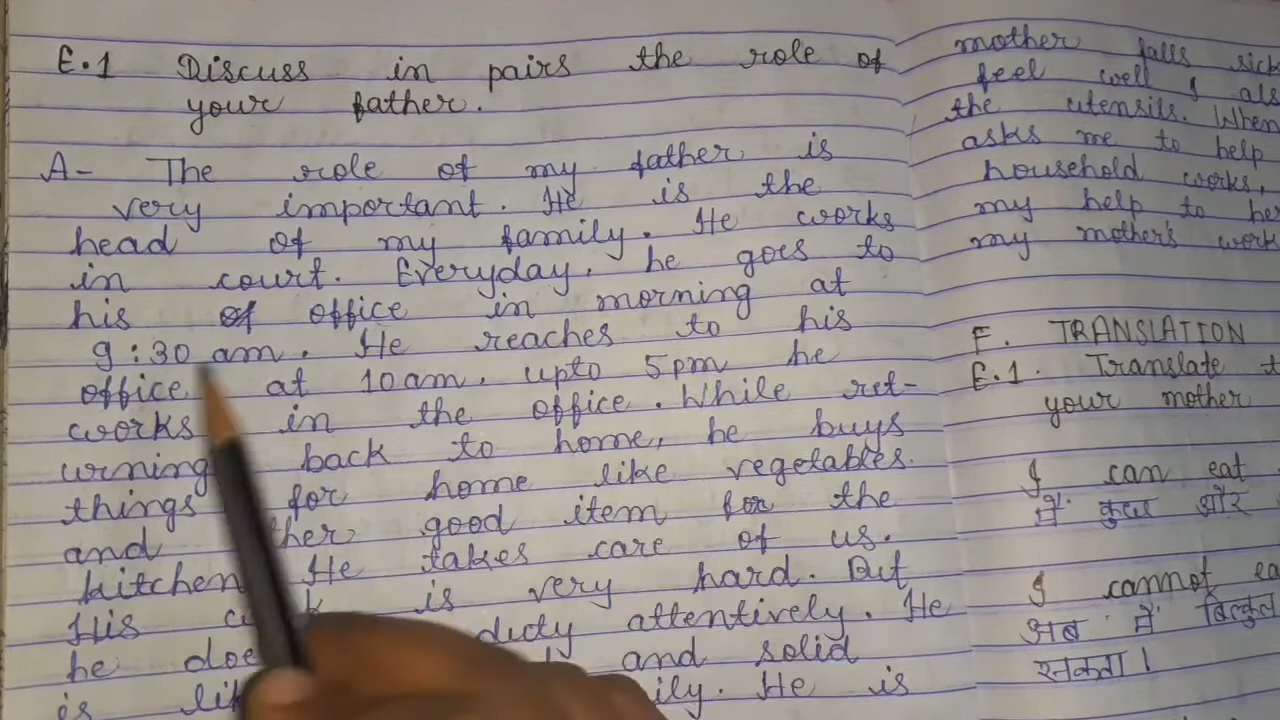 E.1 Discuss in pairs the role of
your father.
A- The role of my father is
very important. He is the
head of my family. He works
in court. Everyday, he goes to
his of office in morning at
9:30 am. He reaches to his
office at 10am. upto 5pm he
works in the office. While ret-
urning back to home, he buys
things for home like vegetables.
and ther good item for the
kitchen He takes care of us.
His is very hard. But
he doe duty attentively. He
is lik and solid
ily. He is
mother falls sick
feel well I als
the utensils. When
asks me to help
household works,
my help to her
my mother's work
F. TRANSLATION
E.1. Translate t
your mother
I can eat
में कुछ और
I cannot ea
अब में बिल्कुल
सकता।